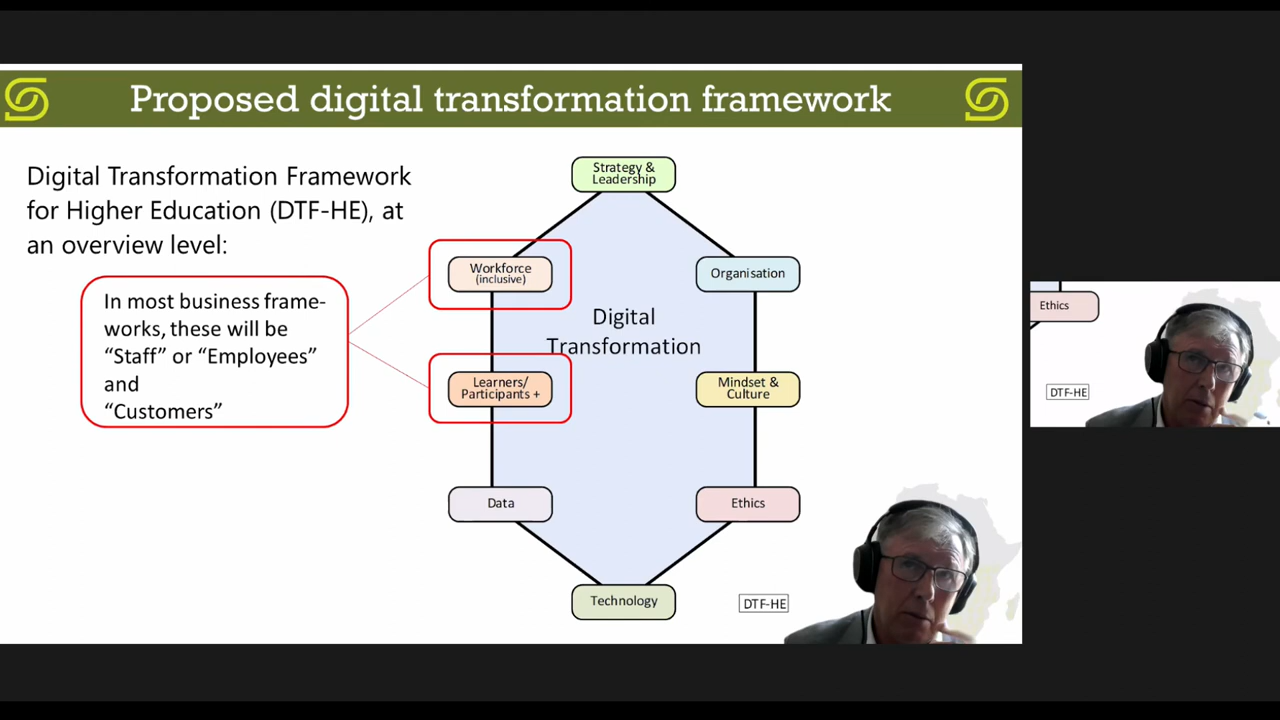 Proposed digital transformation framework
Digital Transformation Framework
for Higher Education (DTF-HE), at
an overview level:
In most business frame-
works, these will be
“Staff” or “Employees”
and
“Customers”
Strategy &
Leadership
Workforce
(inclusive)
Organisation
Digital
Transformation
Learners/
Participants +
Mindset &
Culture
Data
Ethics
Technology
DTF-HE
Ethics
DTF-HE